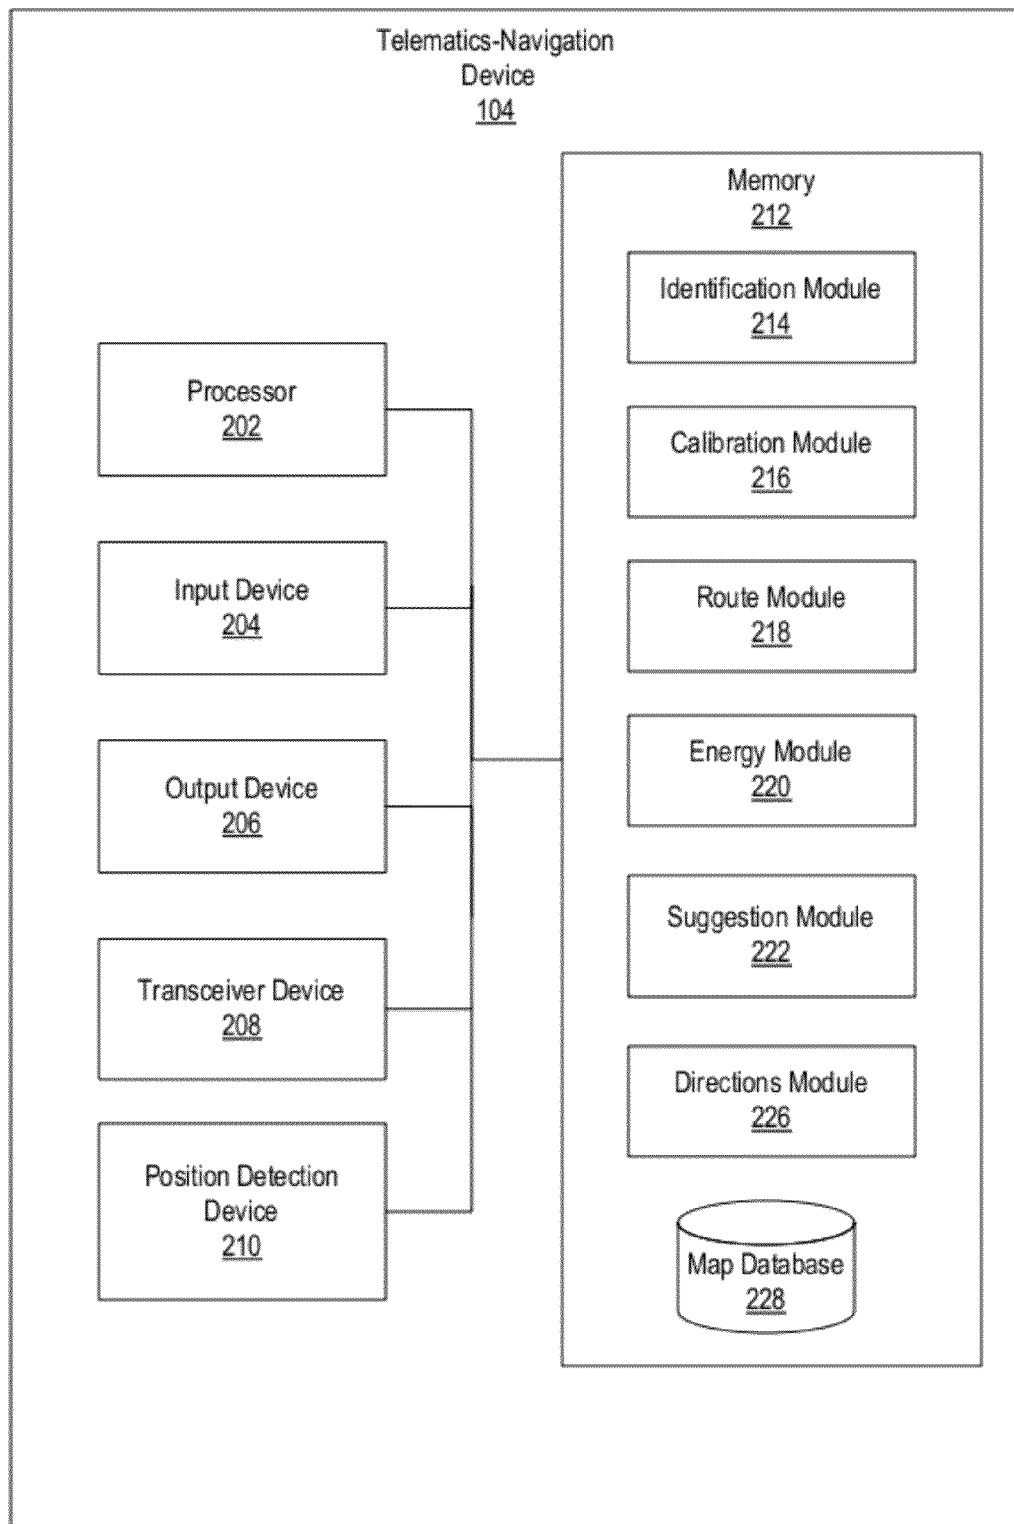 Telematics-Navigation
Device
104
Memory
212
Identification Module
214
Calibration Module
216
Route Module
218
Energy Module
220
Suggestion Module
222
Directions Module
226
Map Database
228
Processor
202
Input Device
204
Output Device
206
Transceiver Device
208
Position Detection
Device
210